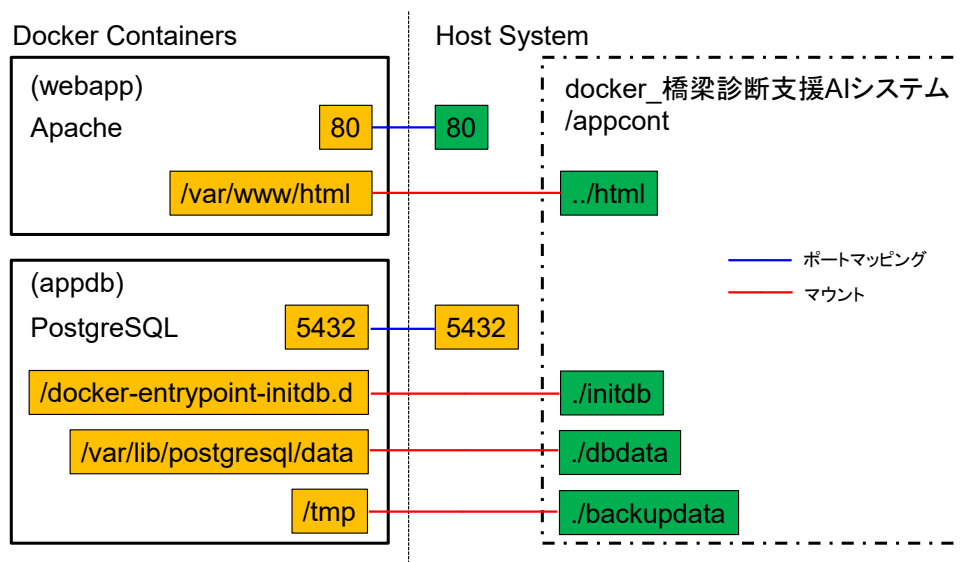 Docker Containers
Host System
(webapp)
Apache
80
80
/var/www/html
../html
docker_橋梁診断支援AIシステム
/appcont
ポートマッピング
マウント
(appdb)
PostgreSQL
5432
5432
/docker-entrypoint-initdb.d
./initdb
/var/lib/postgresql/data
./dbdata
/tmp
./backupdata